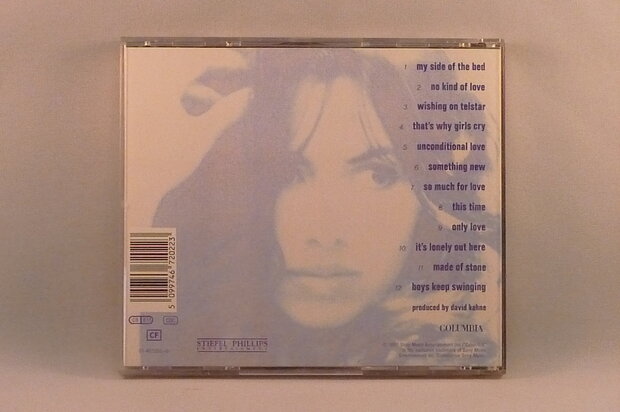 1 my side of the bed
2 no kind of love
3 wishing on telstar
4 that's why girls cry
5 unconditional love
6 something new
7 so much for love
8 this time
9 only love
10 it's lonely out here
11 made of stone
12 boys keep swinging
produced by david kahne
COLUMBIA
5 099746 720223
CF
STIEFEL PHILLIPS
ENTERTAINMENT